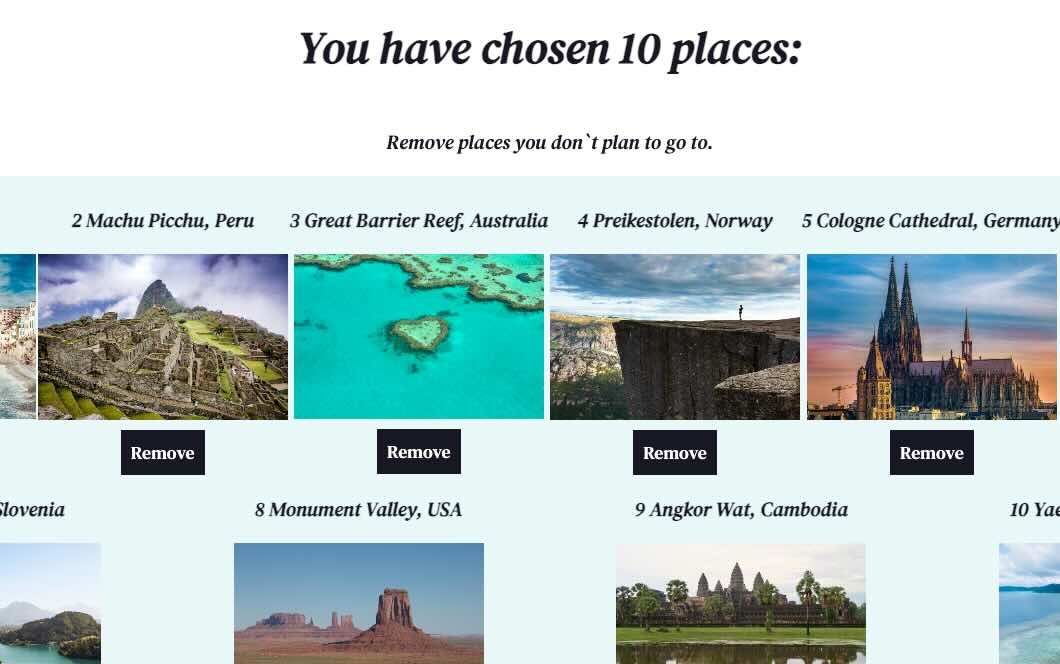 You have chosen 10 places:
Remove places you don`t plan to go to.
2 Machu Picchu, Peru
3 Great Barrier Reef, Australia
4 Preikestolen, Norway
5 Cologne Cathedral, Germany
Remove
Remove
Remove
Remove
Slovenia
8 Monument Valley, USA
9 Angkor Wat, Cambodia
10